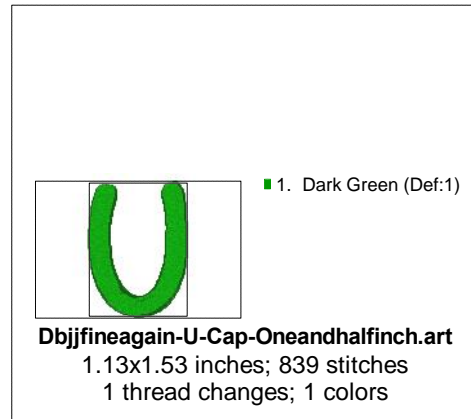 1. Dark Green (Def:1)
U
Dbjjfineagain-U-Cap-Oneandhalfinch.art
1.13x1.53 inches; 839 stitches
1 thread changes; 1 colors